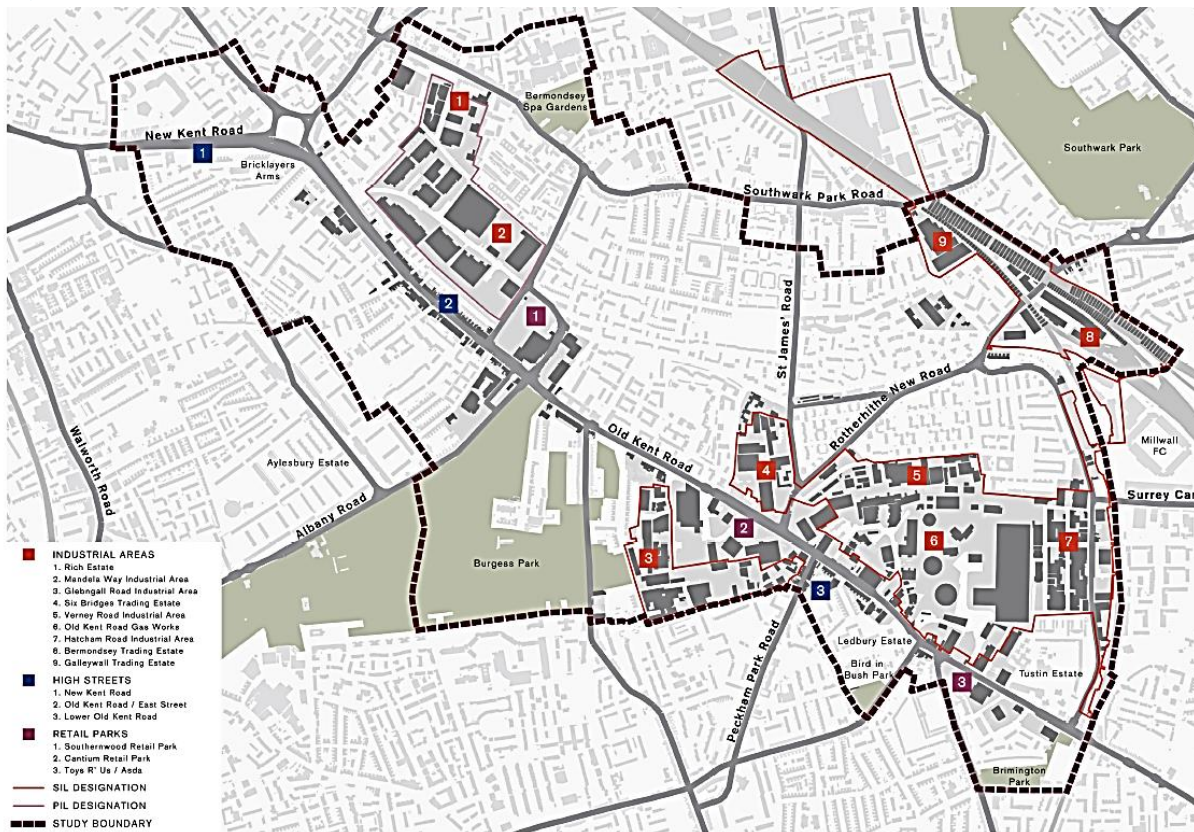 New Kent Road
1
Bricklayers
Arms
1
Bermondsey
Spa Gardens
2
2
1
Southwark Park
Southwark Park Road
9
8
St James' Road
Rotherhithe New Road
Millwall
FC
Surrey Can
Walworth Road
Aylesbury Estate
Albany Road
Old Kent Road
4
5
2
3
6
7
Burgess Park
3
Ledbury Estate
Bird in
Bush Park
Peckham Park Road
3
Tustin Estate
Brimington
Park
INDUSTRIAL AREAS
1. Rich Estate
2. Mandela Way Industrial Area
3. Glebngall Road Industrial Area
4. Six Bridges Trading Estate
5. Verney Road Industrial Area
6. Old Kent Road Gas Works
7. Hatcham Road Industrial Area
8. Bermondsey Trading Estate
9. Galleywall Trading Estate
HIGH STREETS
1. New Kent Road
2. Old Kent Road / East Street
3. Lower Old Kent Road
RETAIL PARKS
1. Southernwood Retail Park
2. Cantium Retail Park
3. Toys R' Us / Asda
SIL DESIGNATION
PIL DESIGNATION
STUDY BOUNDARY